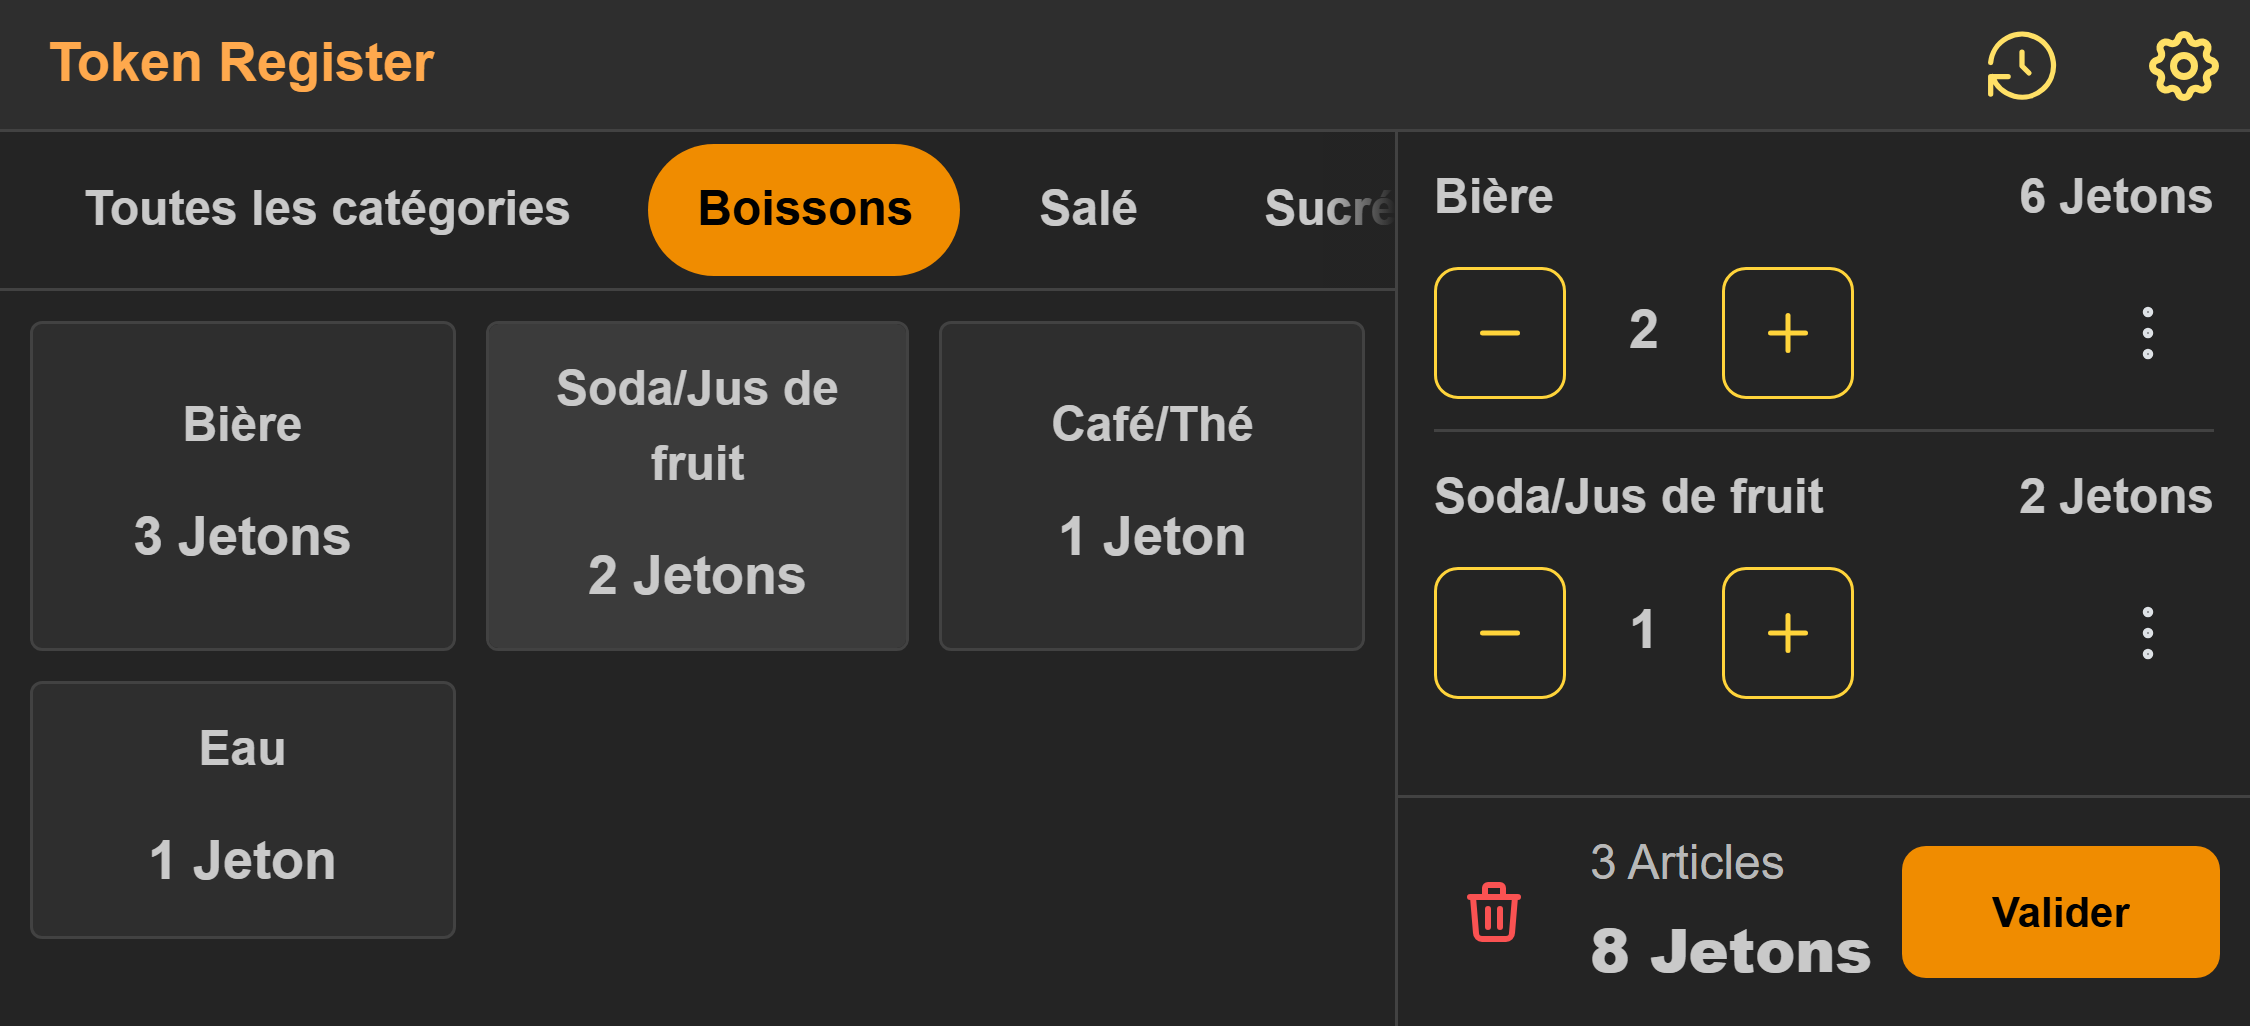 Token Register
Toutes les catégories Boissons Salé Sucré
Bière
3 Jetons
Soda/Jus de
fruit
2 Jetons
Café/Thé
1 Jeton
Eau
1 Jeton
Bière 6 Jetons
2
Soda/Jus de fruit 2 Jetons
1
3 Articles
8 Jetons
Valider